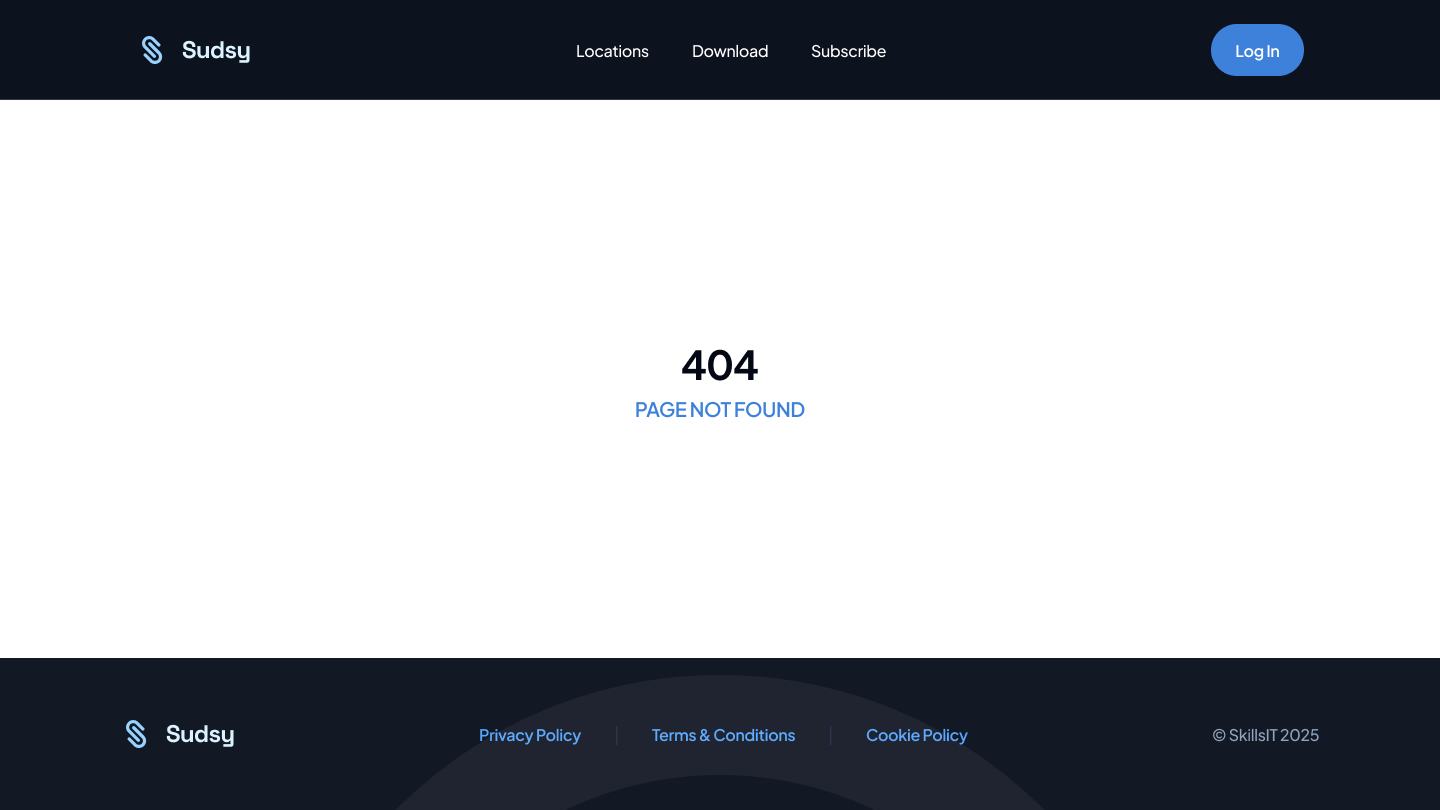 Sudsy
Locations
Download
Subscribe
Log In
404
PAGE NOT FOUND
Sudsy
Privacy Policy
Terms & Conditions
Cookie Policy
© SkillsIT 2025